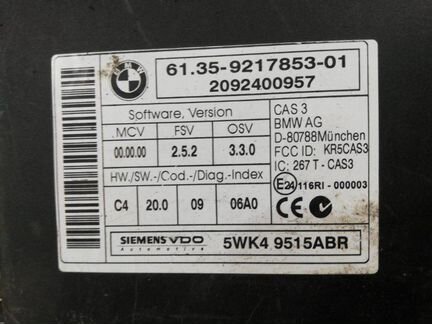 BMW
61.35-9217853-01
2092400957
Software, Version
MCV FSV OSV
00.00.00 2.5.2 3.3.0
HW./SW.-/Cod.-/Diag.-Index
C4 20.0 09 06A0
SIEMENS VDO
Automotive
5WK4 9515ABR
CAS 3
BMW AG
D-80788München
FCC ID: KR5CAS3
IC: 267 T - CAS3
E24 116RI - 000003
CE